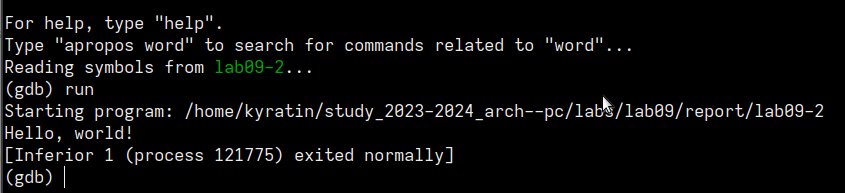 For help, type "help".
Type "apropos word" to search for commands related to "word"...
Reading symbols from lab09-2...
(gdb) run
Starting program: /home/kyratin/study_2023-2024_arch--pc/labs/lab09/report/lab09-2
Hello, world!
[Inferior 1 (process 121775) exited normally]
(gdb)